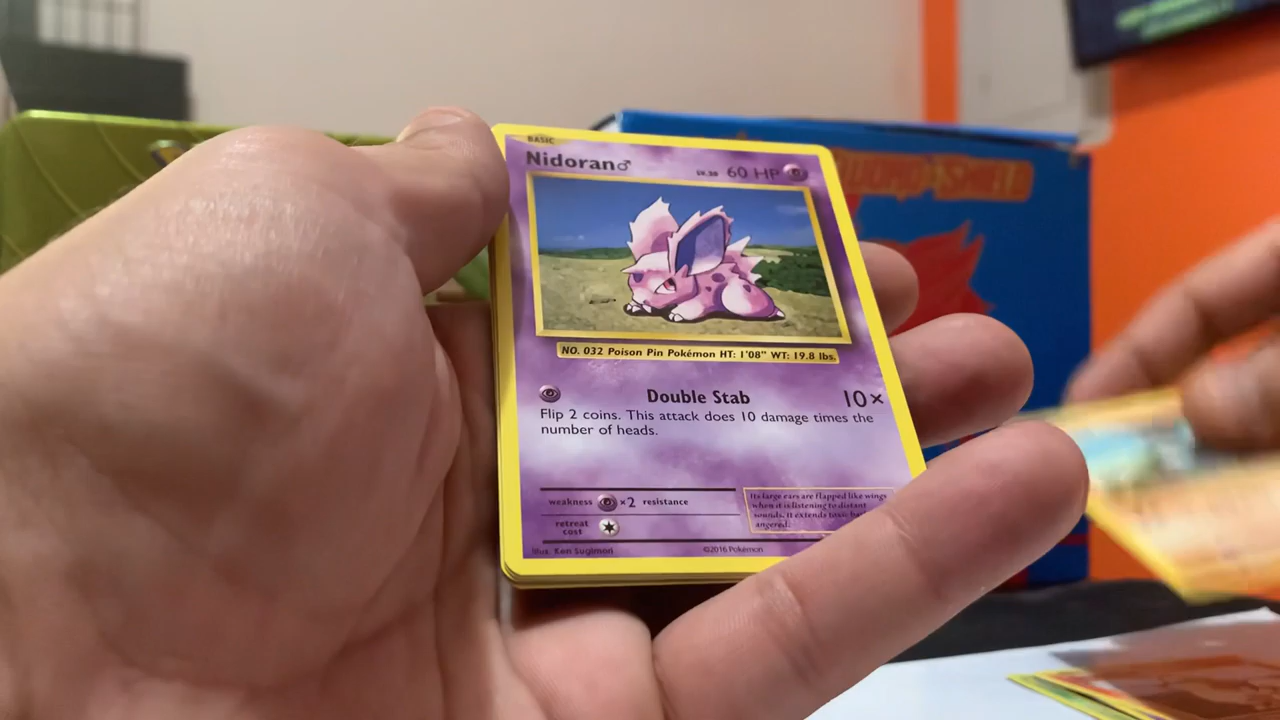 BASIC
Nidoran♂ LV.20 60 HP
NO. 032 Poison Pin Pokémon HT: 1'08" WT: 19.8 lbs.
Double Stab 10×
Flip 2 coins. This attack does 10 damage times the
number of heads.
weakness ×2 resistance
retreat
cost
Its large ears are flapped like wings
when it is listening to distant
sounds. It extends toxic
angered.
Illus. Ken Sugimori ©2016 Pokémon